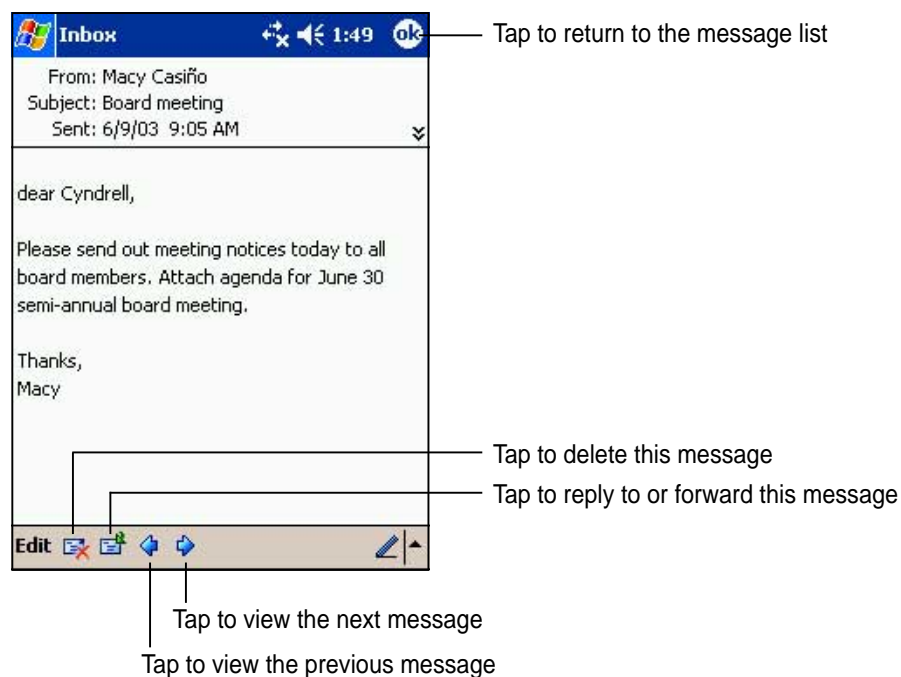 Inbox 1:49 ok
Tap to return to the message list
From: Macy Casiño
Subject: Board meeting
Sent: 6/9/03 9:05 AM
dear Cyndrell,
Please send out meeting notices today to all
board members. Attach agenda for June 30
semi-annual board meeting.
Thanks,
Macy
Tap to delete this message
Tap to reply to or forward this message
Edit
Tap to view the next message
Tap to view the previous message